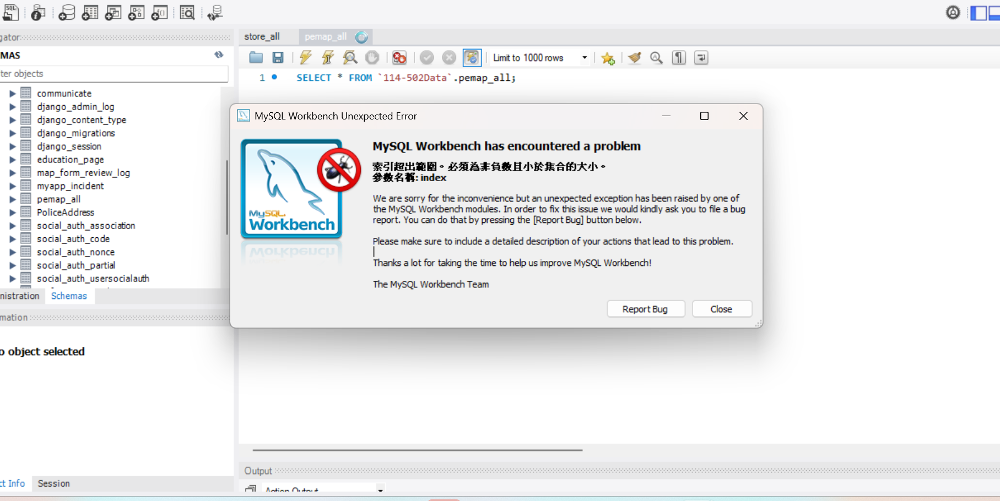 SQL
gator
store_all
pemap_all
MAS
Limit to 1000 rows
ter objects
1
SELECT * FROM `114-502Data`.pemap_all;
communicate
django_admin_log
django_content_type
django_migrations
django_session
education_page
map_form_review_log
myapp_incident
pemap_all
PoliceAddress
social_auth_association
social_auth_code
social_auth_nonce
social_auth_partial
social_auth_usersocialauth
nistration
Schemas
mation
o object selected
ct Info
Session
MySQL Workbench Unexpected Error
MySQL
Workbench
MySQL Workbench has encountered a problem
索引超出範圍。必須為非負數且小於集合的大小。
參數名稱: index
We are sorry for the inconvenience but an unexpected exception has been raised by one of
the MySQL Workbench modules. In order to fix this issue we would kindly ask you to file a bug
report. You can do that by pressing the [Report Bug] button below.
Please make sure to include a detailed description of your actions that lead to this problem.
Thanks a lot for taking the time to help us improve MySQL Workbench!
The MySQL Workbench Team
Report Bug
Close
Output
Action Output